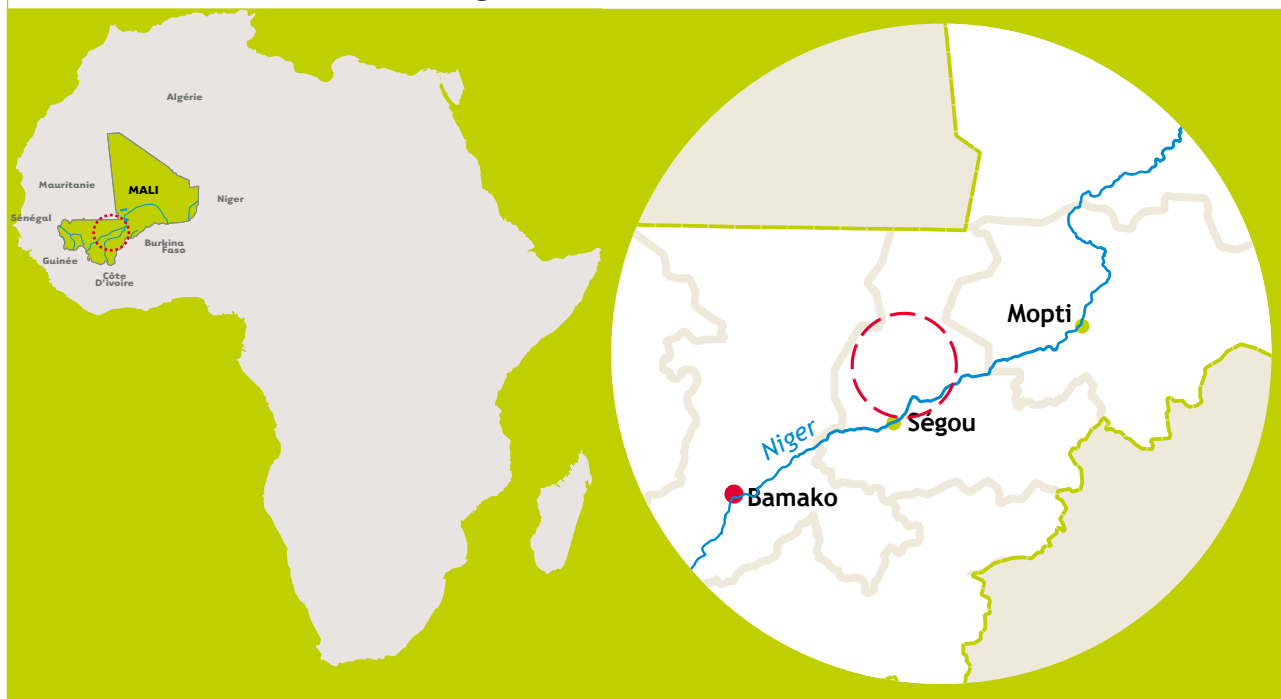 Algérie
Mauritanie
MALI
Niger
Sénégal
Burkina
Faso
Guinée
Côte
D'ivoire
Mopti
Ségou
Niger
Bamako